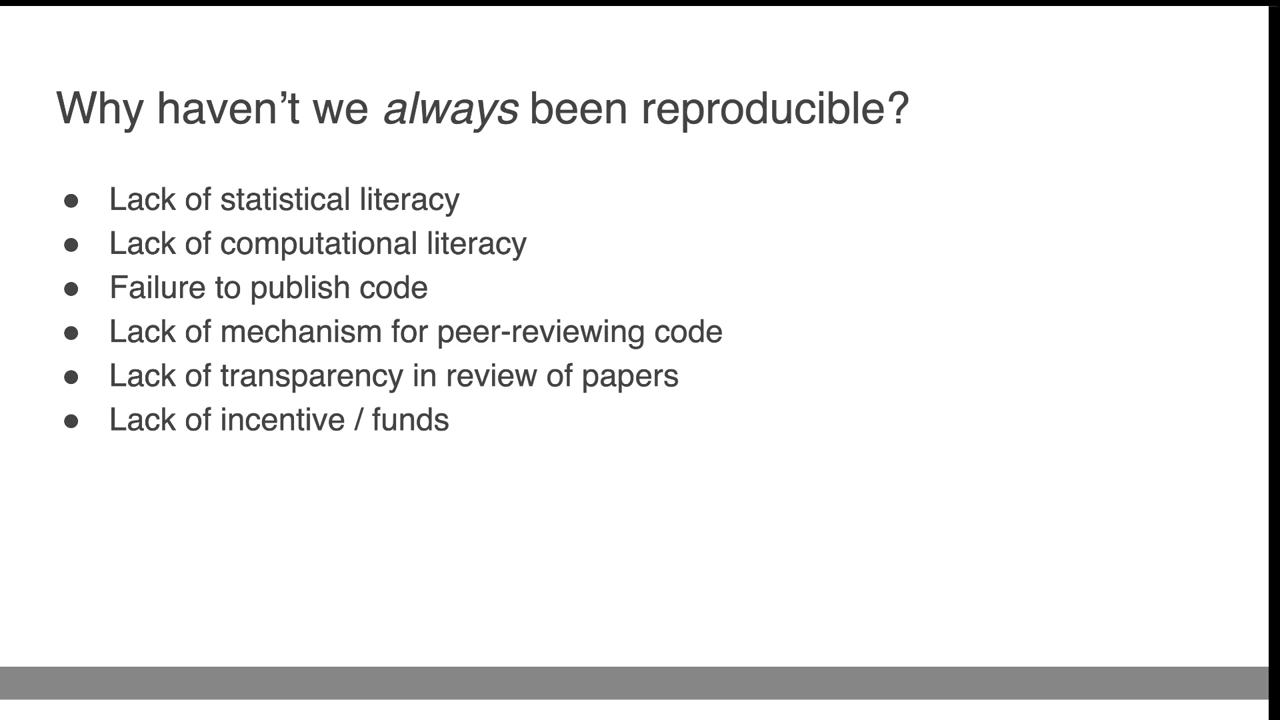 Why haven’t we always been reproducible?
● Lack of statistical literacy
● Lack of computational literacy
● Failure to publish code
● Lack of mechanism for peer-reviewing code
● Lack of transparency in review of papers
● Lack of incentive / funds